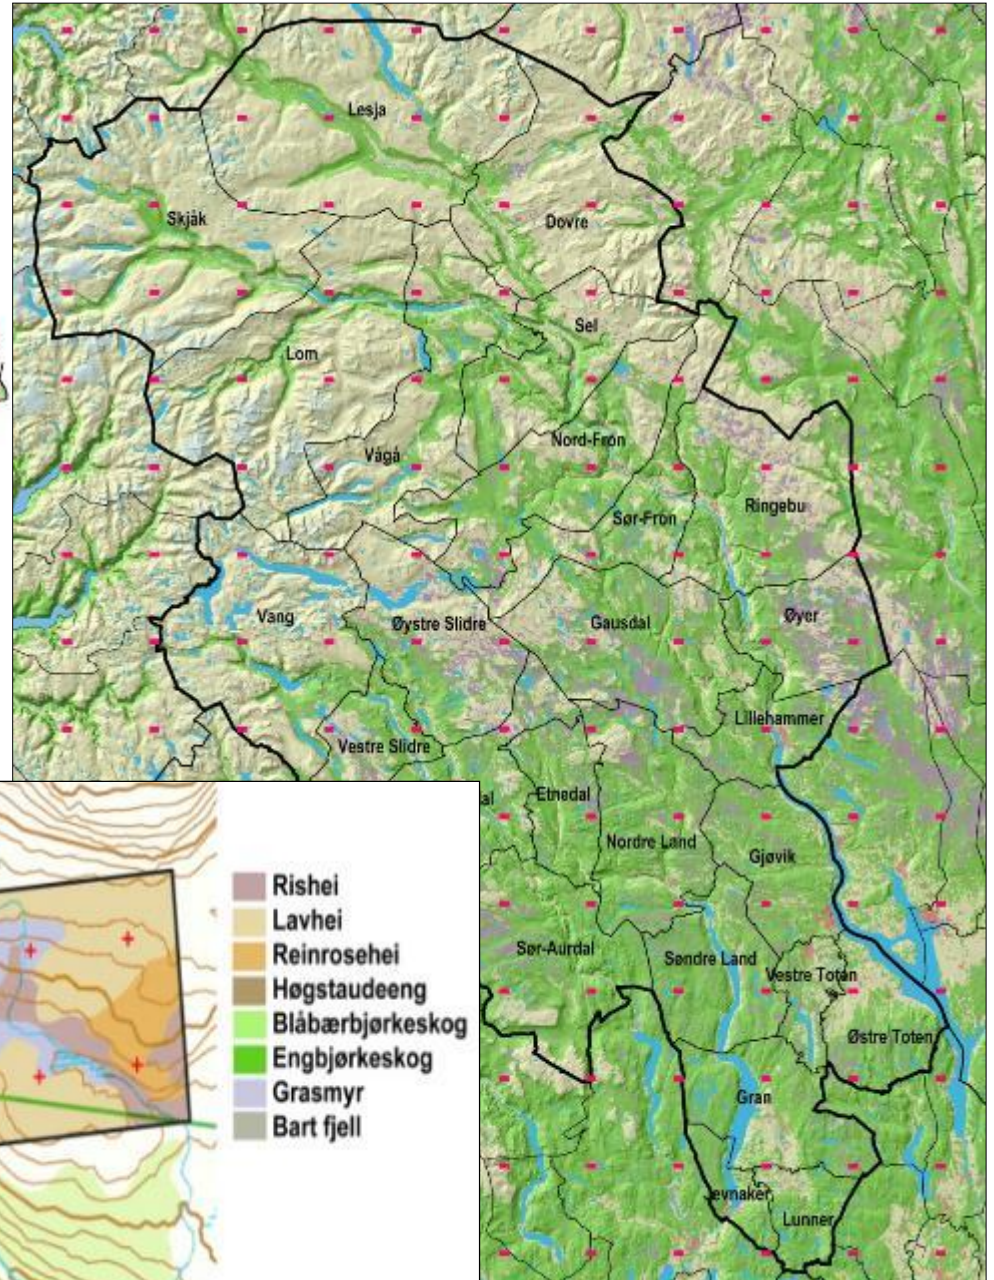 Lesja
Skjåk
Dovre
Sel
Lom
Nord-Fron
Vågå
Ringebu
Sør-Fron
Vang
Øystre Slidre
Gausdal
Øyer
Lillehammer
Vestre Slidre
al
Etnedal
Nordre Land
Gjøvik
Sør-Aurdal
Søndre Land
Vestre Toten
Østre Toten
Gran
evnaker
Lunner
Rishei
Lavhei
Reinrosehei
Høgstaudeeng
Blåbærbjørkeskog
Engbjørkeskog
Grasmyr
Bart fjell